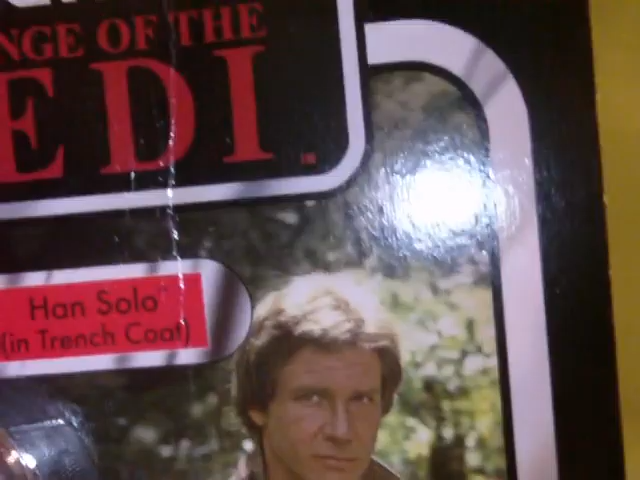 NGE OF THE
EDI
Han Solo
(in Trench Coat)